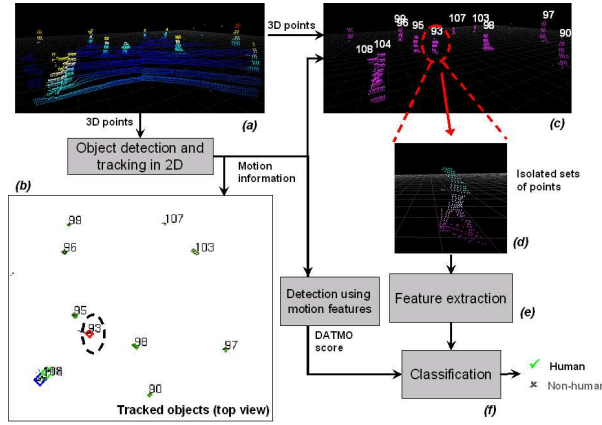 3D points
(a)
99
96
95
93
107
103
98
97
90
108
104
(c)
3D points
Object detection and
tracking in 2D
Motion
information
(b)
99
107
96
103
95
93
98
97
90
Tracked objects (top view)
Isolated sets
of points
(d)
Detection using
motion features
DATMO
score
Feature extraction
(e)
Classification
(f)
Human
Non-human